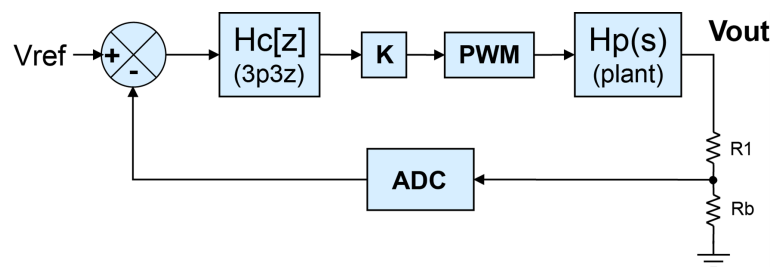 Vref
+
-
Hc[z]
(3p3z)
K
PWM
Hp(s)
(plant)
Vout
R1
ADC
Rb